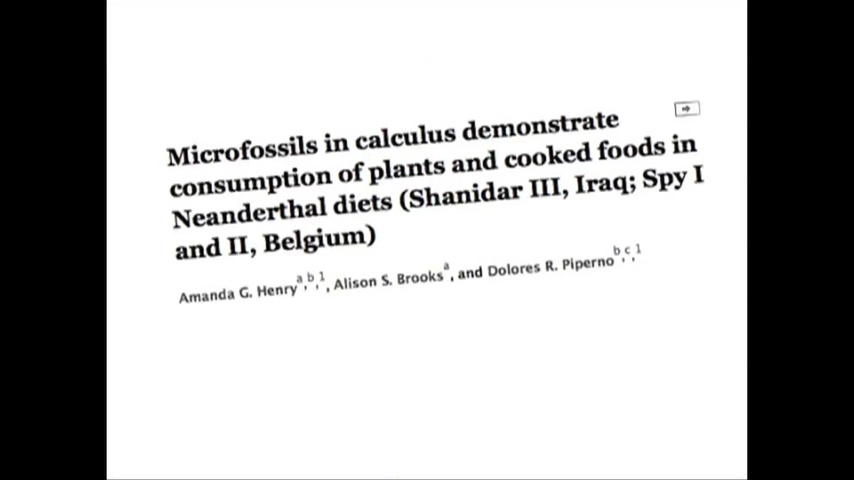 Microfossils in calculus demonstrate
consumption of plants and cooked foods in
Neanderthal diets (Shanidar III, Iraq; Spy I
and II, Belgium)
Amanda G. Henry a,b,1, Alison S. Brooks a, and Dolores R. Piperno b,c,1